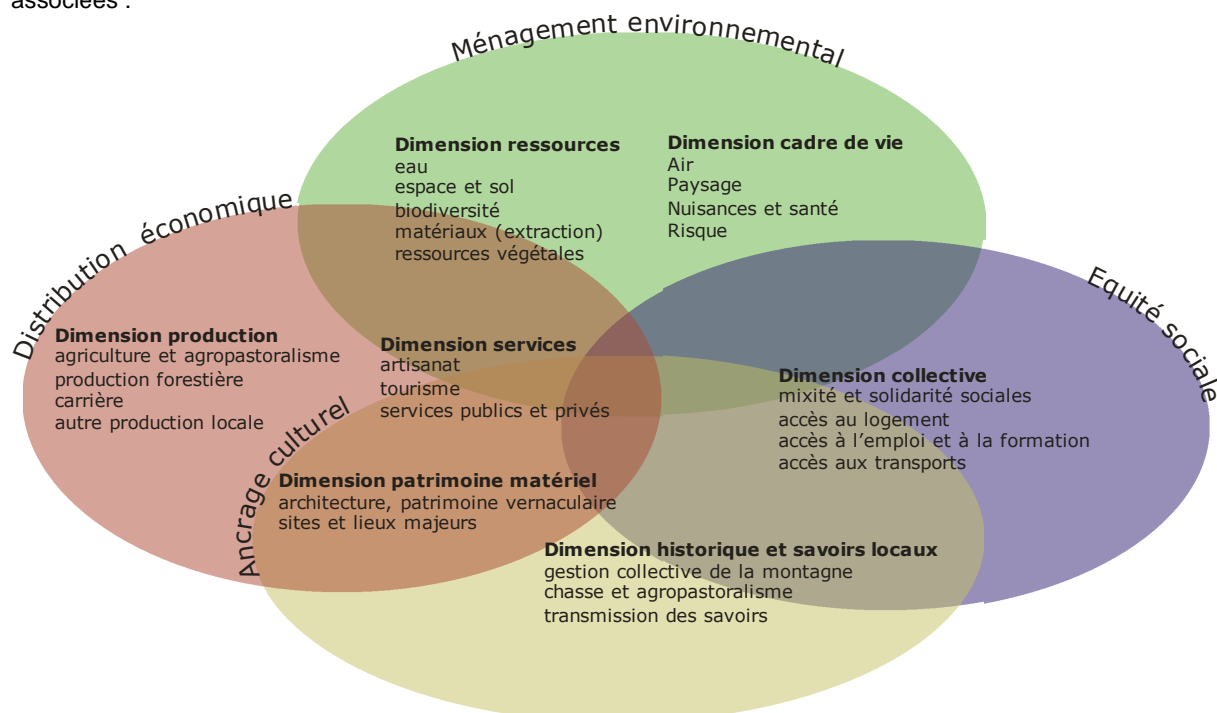 associées :
Ménagement environnemental
Dimension ressources
eau
espace et sol
biodiversité
matériaux (extraction)
ressources végétales
Dimension cadre de vie
Air
Paysage
Nuisances et santé
Risque
Distribution économique
Dimension production
agriculture et agropastoralisme
production forestière
carrière
autre production locale
Dimension services
artisanat
tourisme
services publics et privés
Equité sociale
Dimension collective
mixité et solidarité sociales
accès au logement
accès à l'emploi et à la formation
accès aux transports
Ancrage culturel
Dimension patrimoine matériel
architecture, patrimoine vernaculaire
sites et lieux majeurs
Dimension historique et savoirs locaux
gestion collective de la montagne
chasse et agropastoralisme
transmission des savoirs